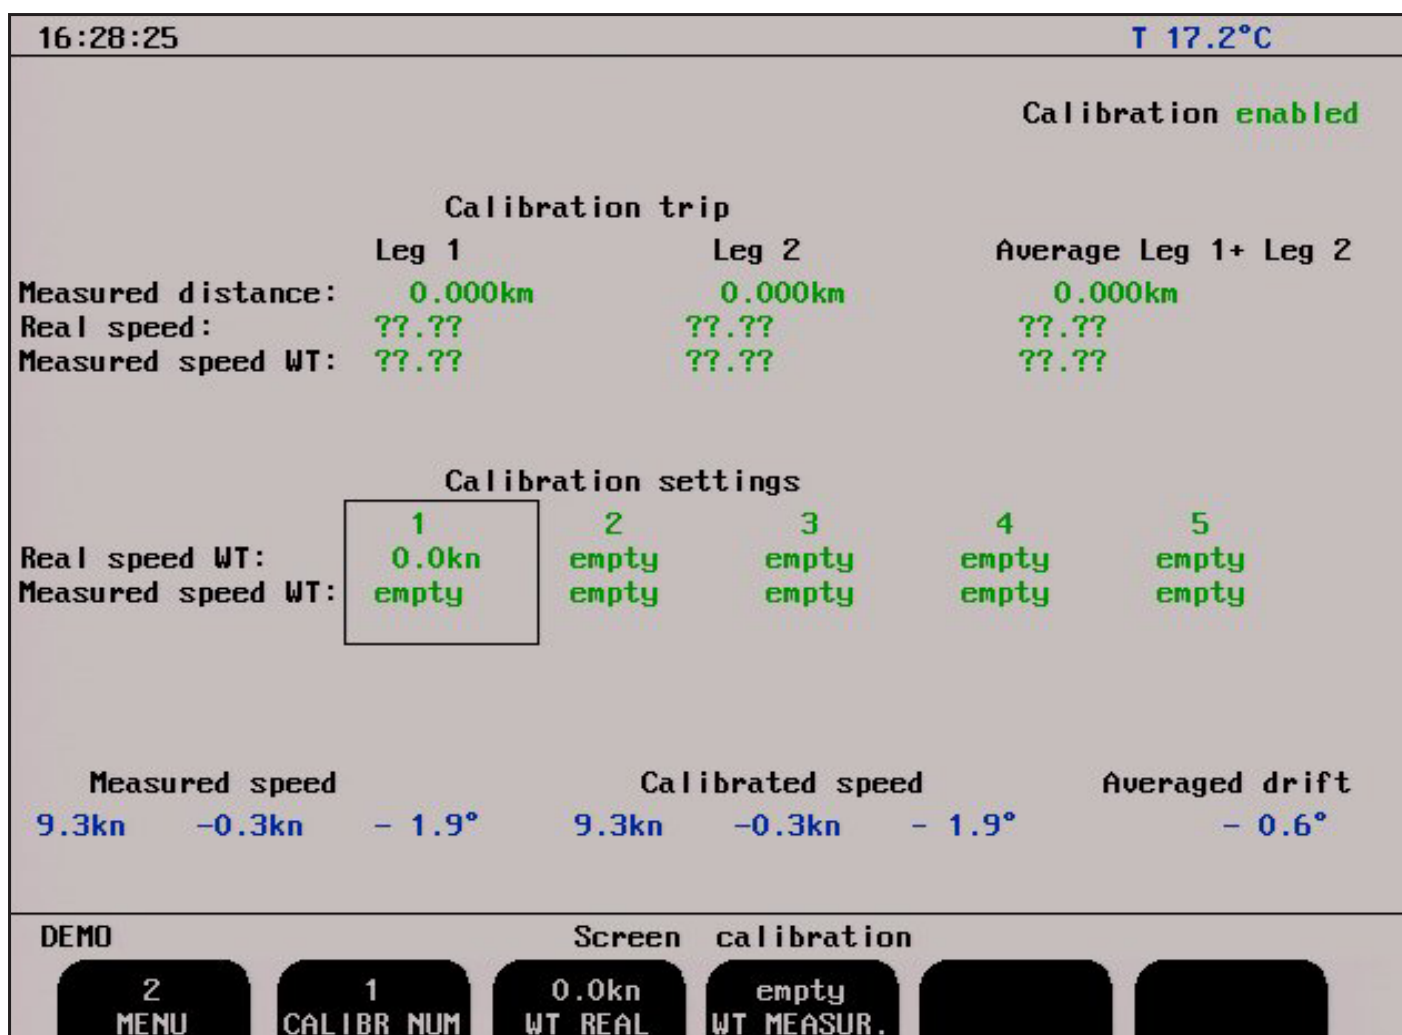 16:28:25 T 17.2°C
Calibration enabled
Calibration trip
Leg 1 Leg 2 Average Leg 1+ Leg 2
Measured distance: 0.000km 0.000km 0.000km
Real speed: ??.?? ??.?? ??.??
Measured speed WT: ??.?? ??.?? ??.??
Calibration settings
1 2 3 4 5
Real speed WT: 0.0kn empty empty empty empty
Measured speed WT: empty empty empty empty empty
Measured speed Calibrated speed Averaged drift
9.3kn -0.3kn - 1.9° 9.3kn -0.3kn - 1.9° - 0.6°
DEMO Screen calibration
2 1 0.0kn empty
MENU CALIBR NUM WT REAL WT MEASUR.